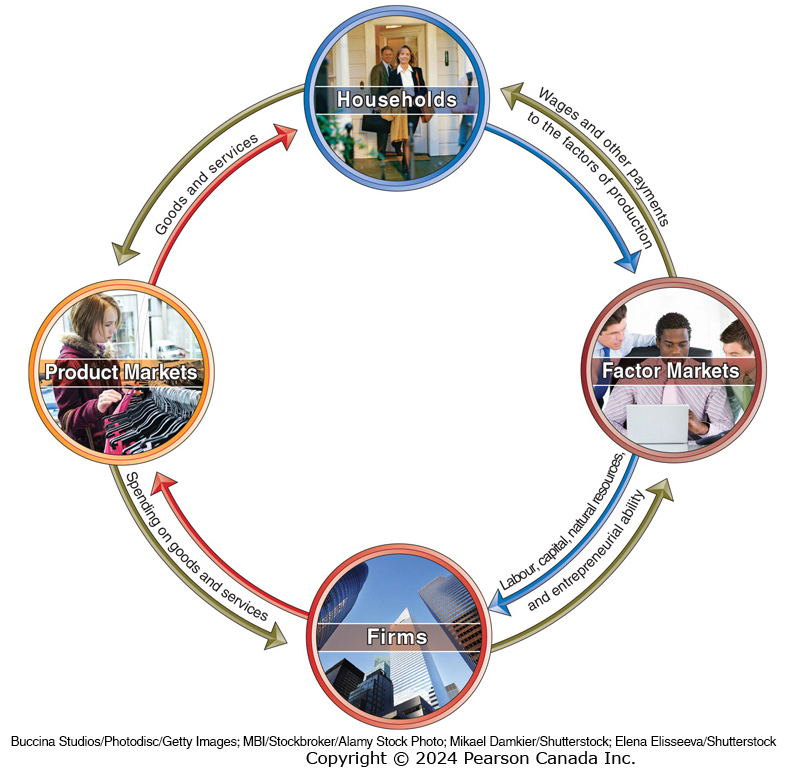 Households
Wages and other payments
to the factors of production
Goods and services
Product Markets
Factor Markets
Spending on goods and services
Labour, capital, natural resources,
and entrepreneurial ability
Firms
Buccina Studios/Photodisc/Getty Images; MBI/Stockbroker/Alamy Stock Photo; Mikael Damkier/Shutterstock; Elena Elisseeva/Shutterstock
Copyright © 2024 Pearson Canada Inc.